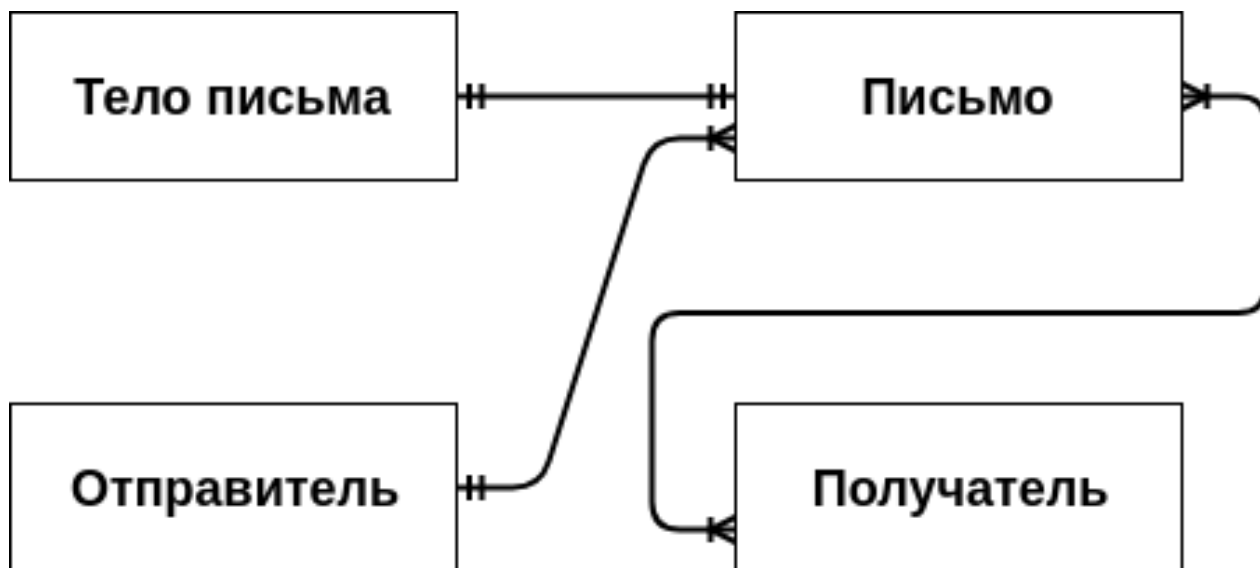 Тело письма
Письмо
Отправитель
Получатель